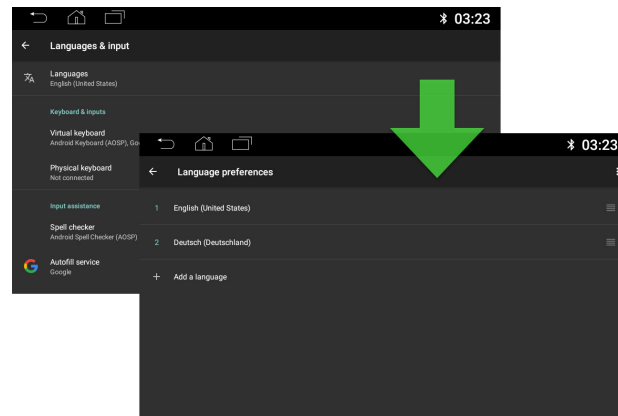 03:23
Languages & input
Languages
English (United States)
Keyboard & inputs
Virtual keyboard
Android Keyboard (AOSP), Go
Physical keyboard
Not connected
Input assistance
Spell checker
Android Spell Checker (AOSP)
Autofill service
Google
03:23
Language preferences
1 English (United States)
2 Deutsch (Deutschland)
+ Add a language